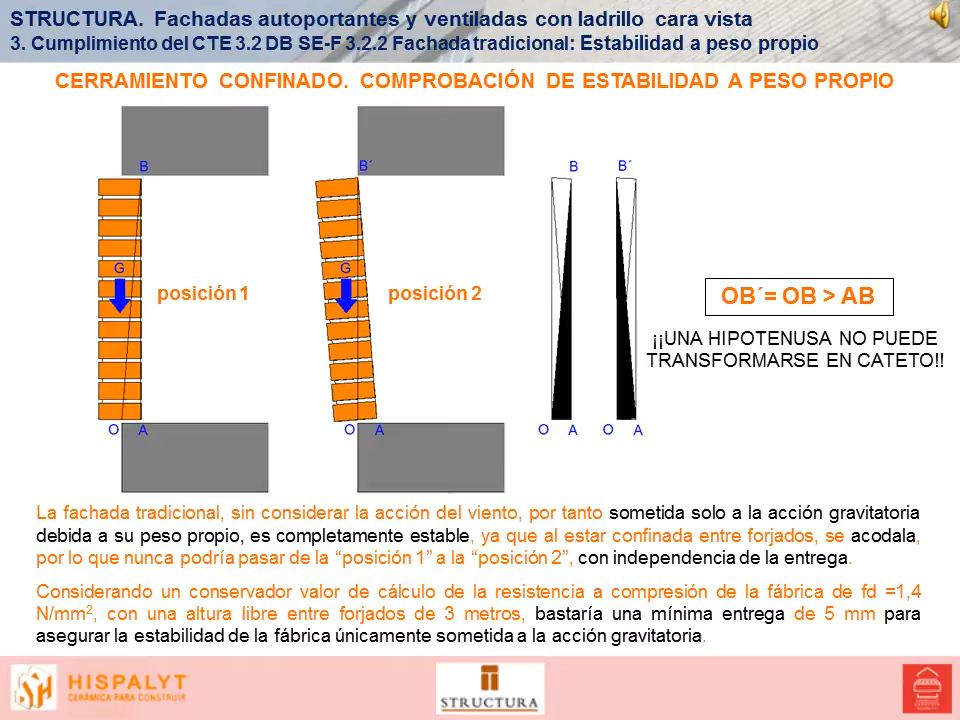 STRUCTURA. Fachadas autoportantes y ventiladas con ladrillo cara vista
3. Cumplimiento del CTE 3.2 DB SE-F 3.2.2 Fachada tradicional: Estabilidad a peso propio
CERRAMIENTO CONFINADO. COMPROBACIÓN DE ESTABILIDAD A PESO PROPIO
B B´ B B´
G G
posición 1 posición 2
OB´= OB > AB
¡¡UNA HIPOTENUSA NO PUEDE
TRANSFORMARSE EN CATETO!!
O A O A O A O A
La fachada tradicional, sin considerar la acción del viento, por tanto sometida solo a la acción gravitatoria
debida a su peso propio, es completamente estable, ya que al estar confinada entre forjados, se acodala,
por lo que nunca podría pasar de la “posición 1” a la “posición 2”, con independencia de la entrega.
Considerando un conservador valor de cálculo de la resistencia a compresión de la fábrica de fd =1,4
N/mm², con una altura libre entre forjados de 3 metros, bastaría una mínima entrega de 5 mm para
asegurar la estabilidad de la fábrica únicamente sometida a la acción gravitatoria.
HISPALYT
CERÁMICA PARA CONSTRUIR
STRUCTURA